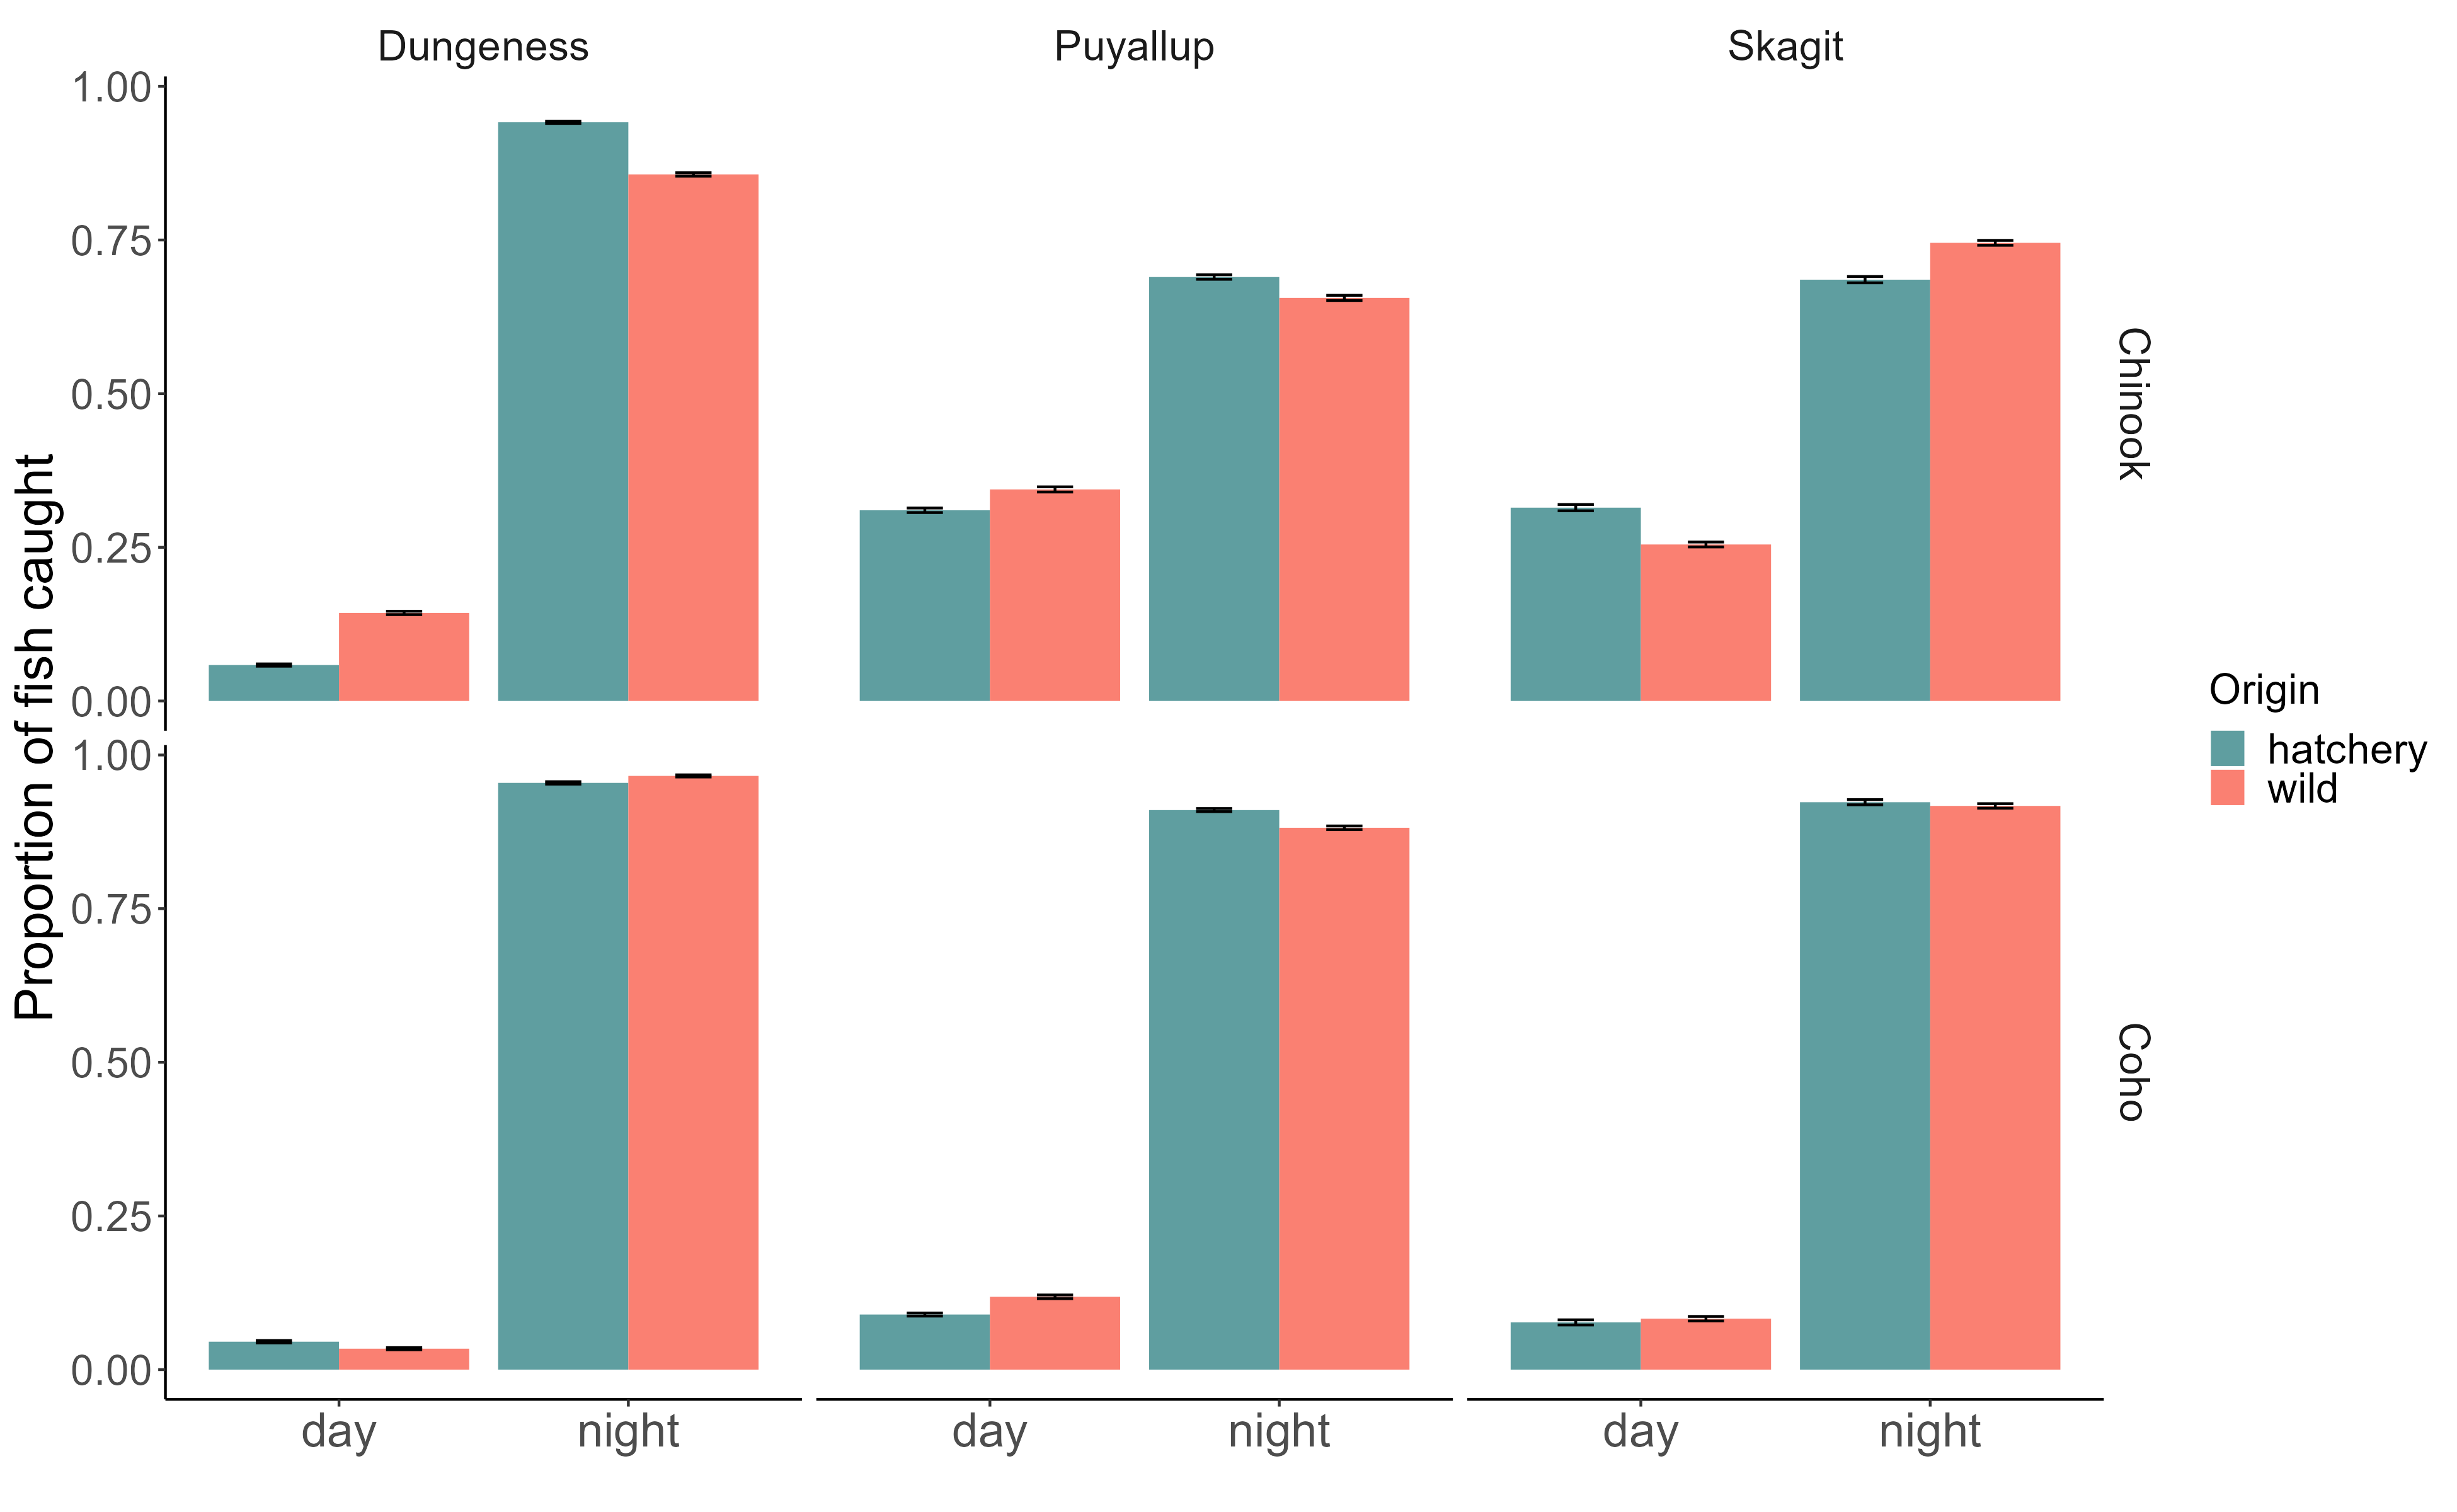 Dungeness
Puyallup
Skagit
Proportion of fish caught
1.00
0.75
0.50
0.25
0.00
Chinook
1.00
0.75
0.50
0.25
0.00
Coho
day
night
day
night
day
night
Origin
hatchery
wild